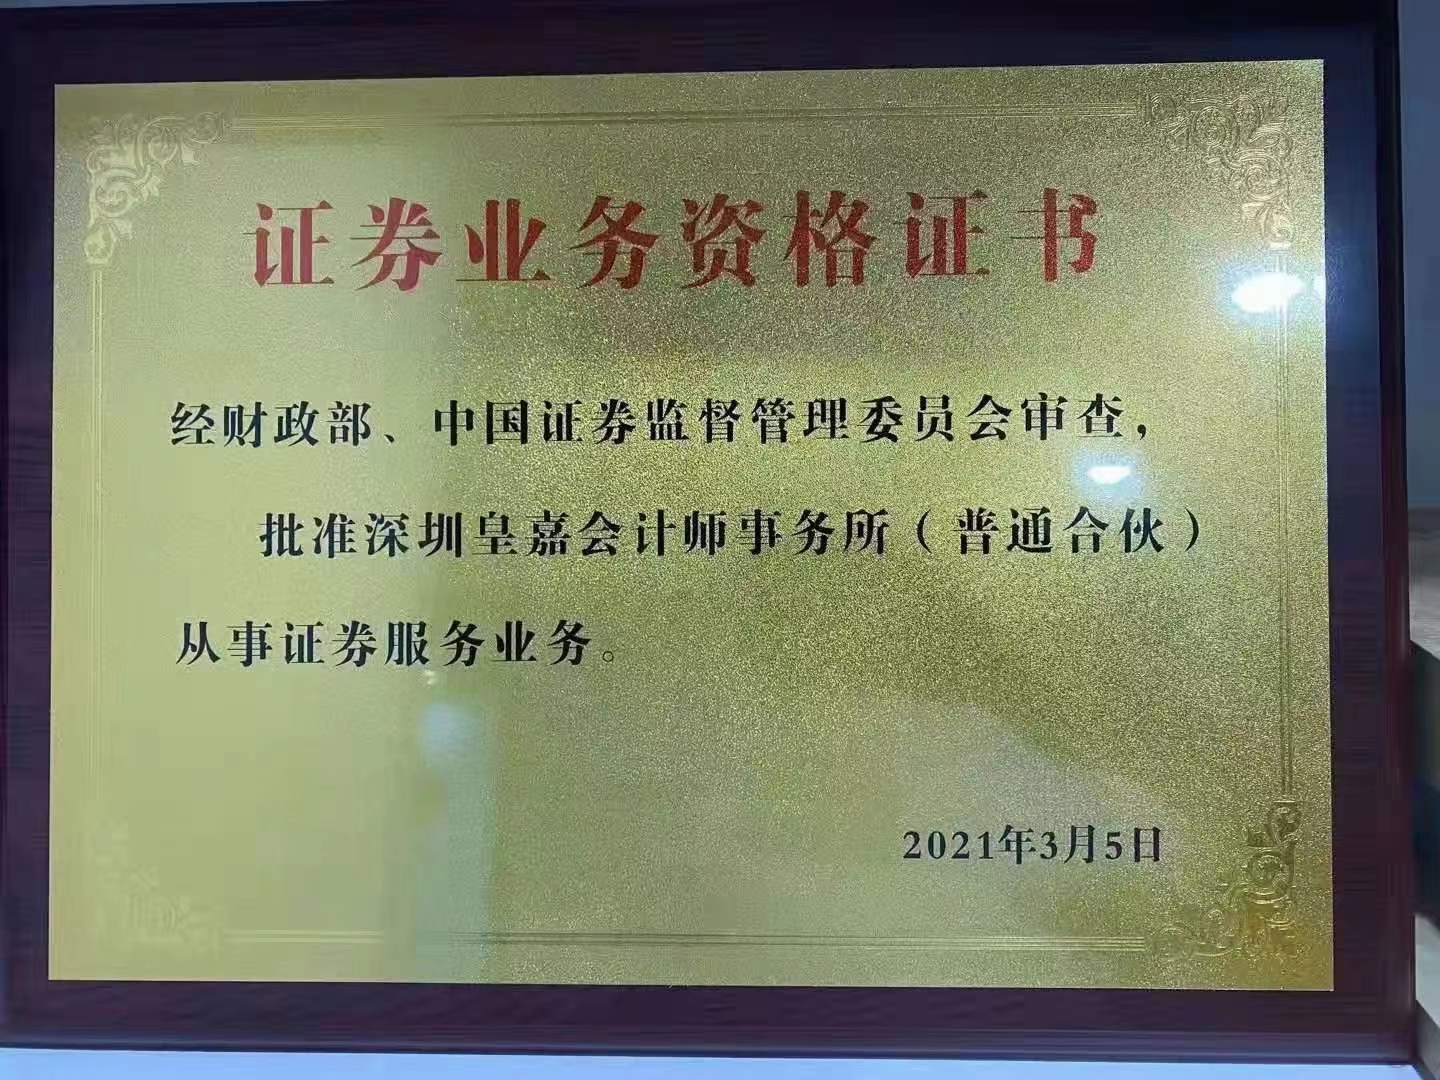 证券业务资格证书
经财政部、中国证券监督管理委员会审查，
批准深圳皇嘉会计师事务所（普通合伙）
从事证券服务业务。
2021年3月5日